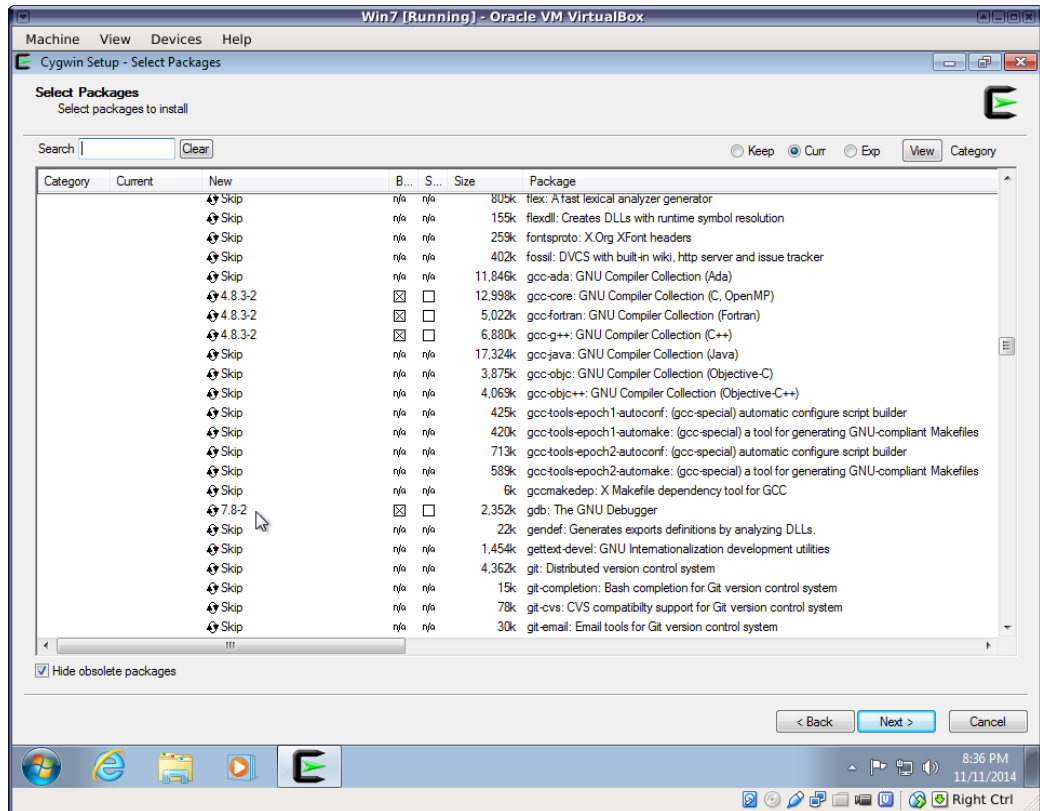 Win7 [Running] - Oracle VM VirtualBox
Machine View Devices Help
Cygwin Setup - Select Packages
Select Packages
Select packages to install
Search Clear Keep Curr Exp View Category
Category Current New B... S... Size Package
Skip n/a n/a 805k flex: A fast lexical analyzer generator
Skip n/a n/a 155k flexdll: Creates DLLs with runtime symbol resolution
Skip n/a n/a 259k fontsproto: X.Org XFont headers
Skip n/a n/a 402k fossil: DVCS with built-in wiki, http server and issue tracker
Skip n/a n/a 11,846k gcc-ada: GNU Compiler Collection (Ada)
4.8.3-2 12,998k gcc-core: GNU Compiler Collection (C, OpenMP)
4.8.3-2 5,022k gcc-fortran: GNU Compiler Collection (Fortran)
4.8.3-2 6,880k gcc-g++: GNU Compiler Collection (C++)
Skip n/a n/a 17,324k gcc-java: GNU Compiler Collection (Java)
Skip n/a n/a 3,875k gcc-objc: GNU Compiler Collection (Objective-C)
Skip n/a n/a 4,069k gcc-objc++: GNU Compiler Collection (Objective-C++)
Skip n/a n/a 425k gcc-tools-epoch1-autoconf: (gcc-special) automatic configure script builder
Skip n/a n/a 420k gcc-tools-epoch1-automake: (gcc-special) a tool for generating GNU-compliant Makefiles
Skip n/a n/a 713k gcc-tools-epoch2-autoconf: (gcc-special) automatic configure script builder
Skip n/a n/a 589k gcc-tools-epoch2-automake: (gcc-special) a tool for generating GNU-compliant Makefiles
Skip n/a n/a 6k gccmakedep: X Makefile dependency tool for GCC
7.8-2 2,352k gdb: The GNU Debugger
Skip n/a n/a 22k gendef: Generates exports definitions by analyzing DLLs.
Skip n/a n/a 1,454k gettext-devel: GNU Internationalization development utilities
Skip n/a n/a 4,362k git: Distributed version control system
Skip n/a n/a 15k git-completion: Bash completion for Git version control system
Skip n/a n/a 78k git-cvs: CVS compatibilty support for Git version control system
Skip n/a n/a 30k git-email: Email tools for Git version control system
Hide obsolete packages
< Back Next > Cancel
8:36 PM
11/11/2014
Right Ctrl